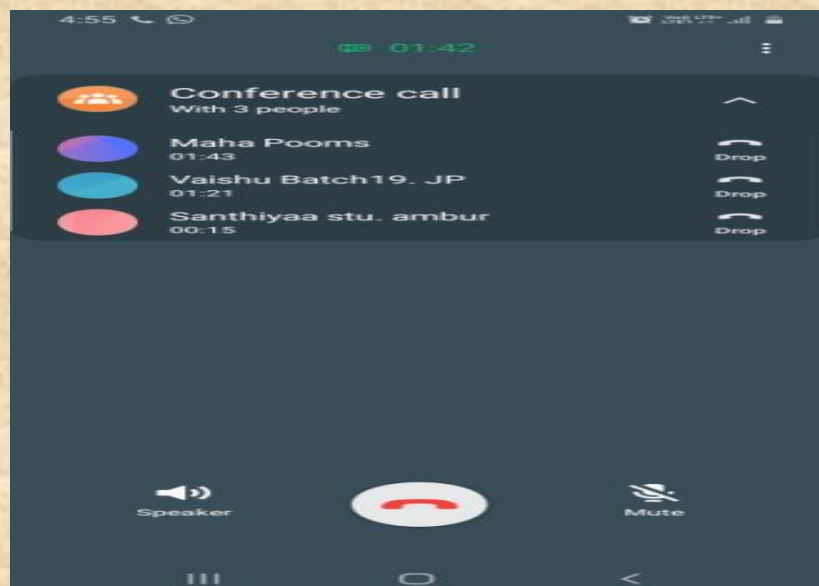 4:55
01:42
Conference call
With 3 people
Maha Pooms
01:43
Drop
Vaishu Batch19. JP
01:21
Drop
Santhiyaa stu. ambur
00:15
Drop
Speaker
Mute